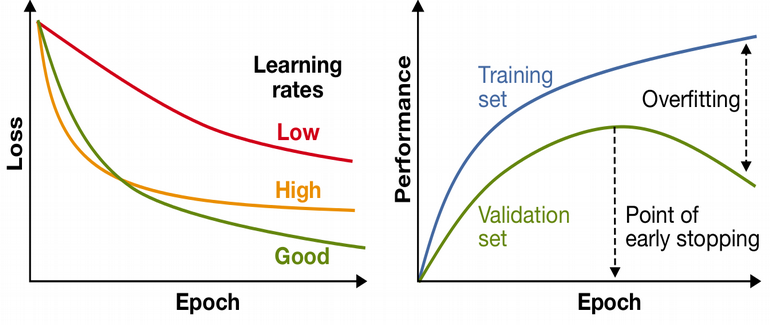 Learning
rates
Low
High
Good
Loss
Epoch
Training
set
Overfitting
Validation
set
Point of
early stopping
Performance
Epoch